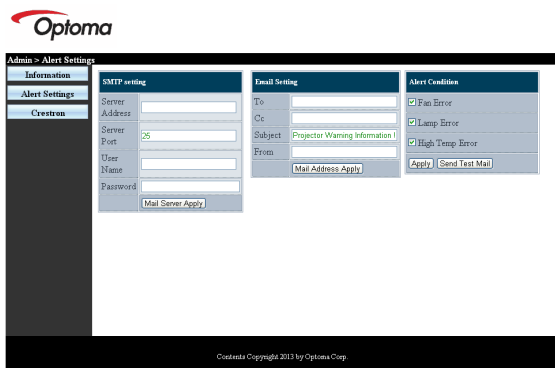 Optoma
Admin > Alert Settings
Information
Alert Settings
Crestron
SMTP setting
Server Address
Server Port
25
User Name
Password
Mail Server Apply
Email Setting
To
Cc
Subject
Projector Warning Information
From
Mail Address Apply
Alert Condition
Fan Error
Lamp Error
High Temp Error
Apply Send Test Mail
Contents Copyright 2013 by Optoma Corp.